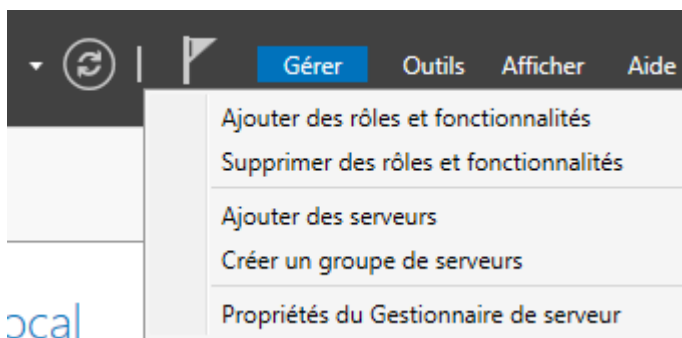 Gérer Outils Afficher Aide
Ajouter des rôles et fonctionnalités
Supprimer des rôles et fonctionnalités
Ajouter des serveurs
Créer un groupe de serveurs
Propriétés du Gestionnaire de serveur
ocal